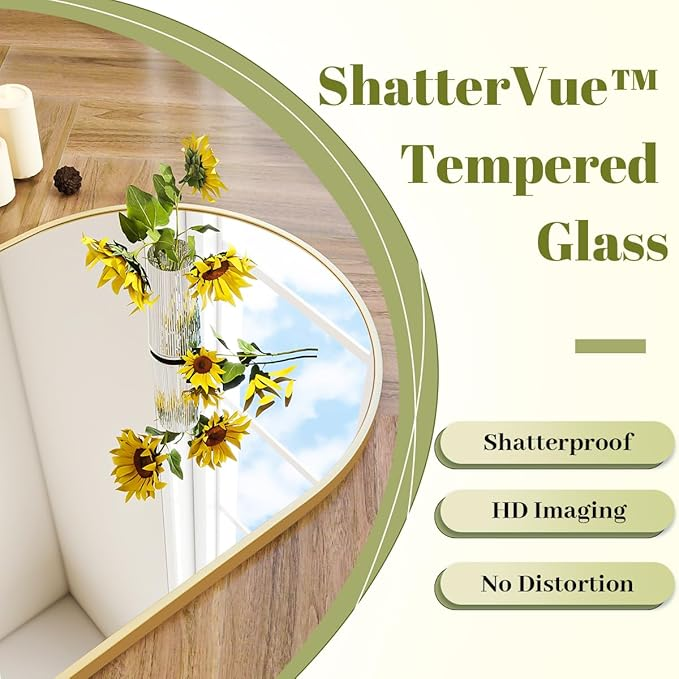 ShatterVue™
Tempered
Glass
Shatterproof
HD Imaging
No Distortion